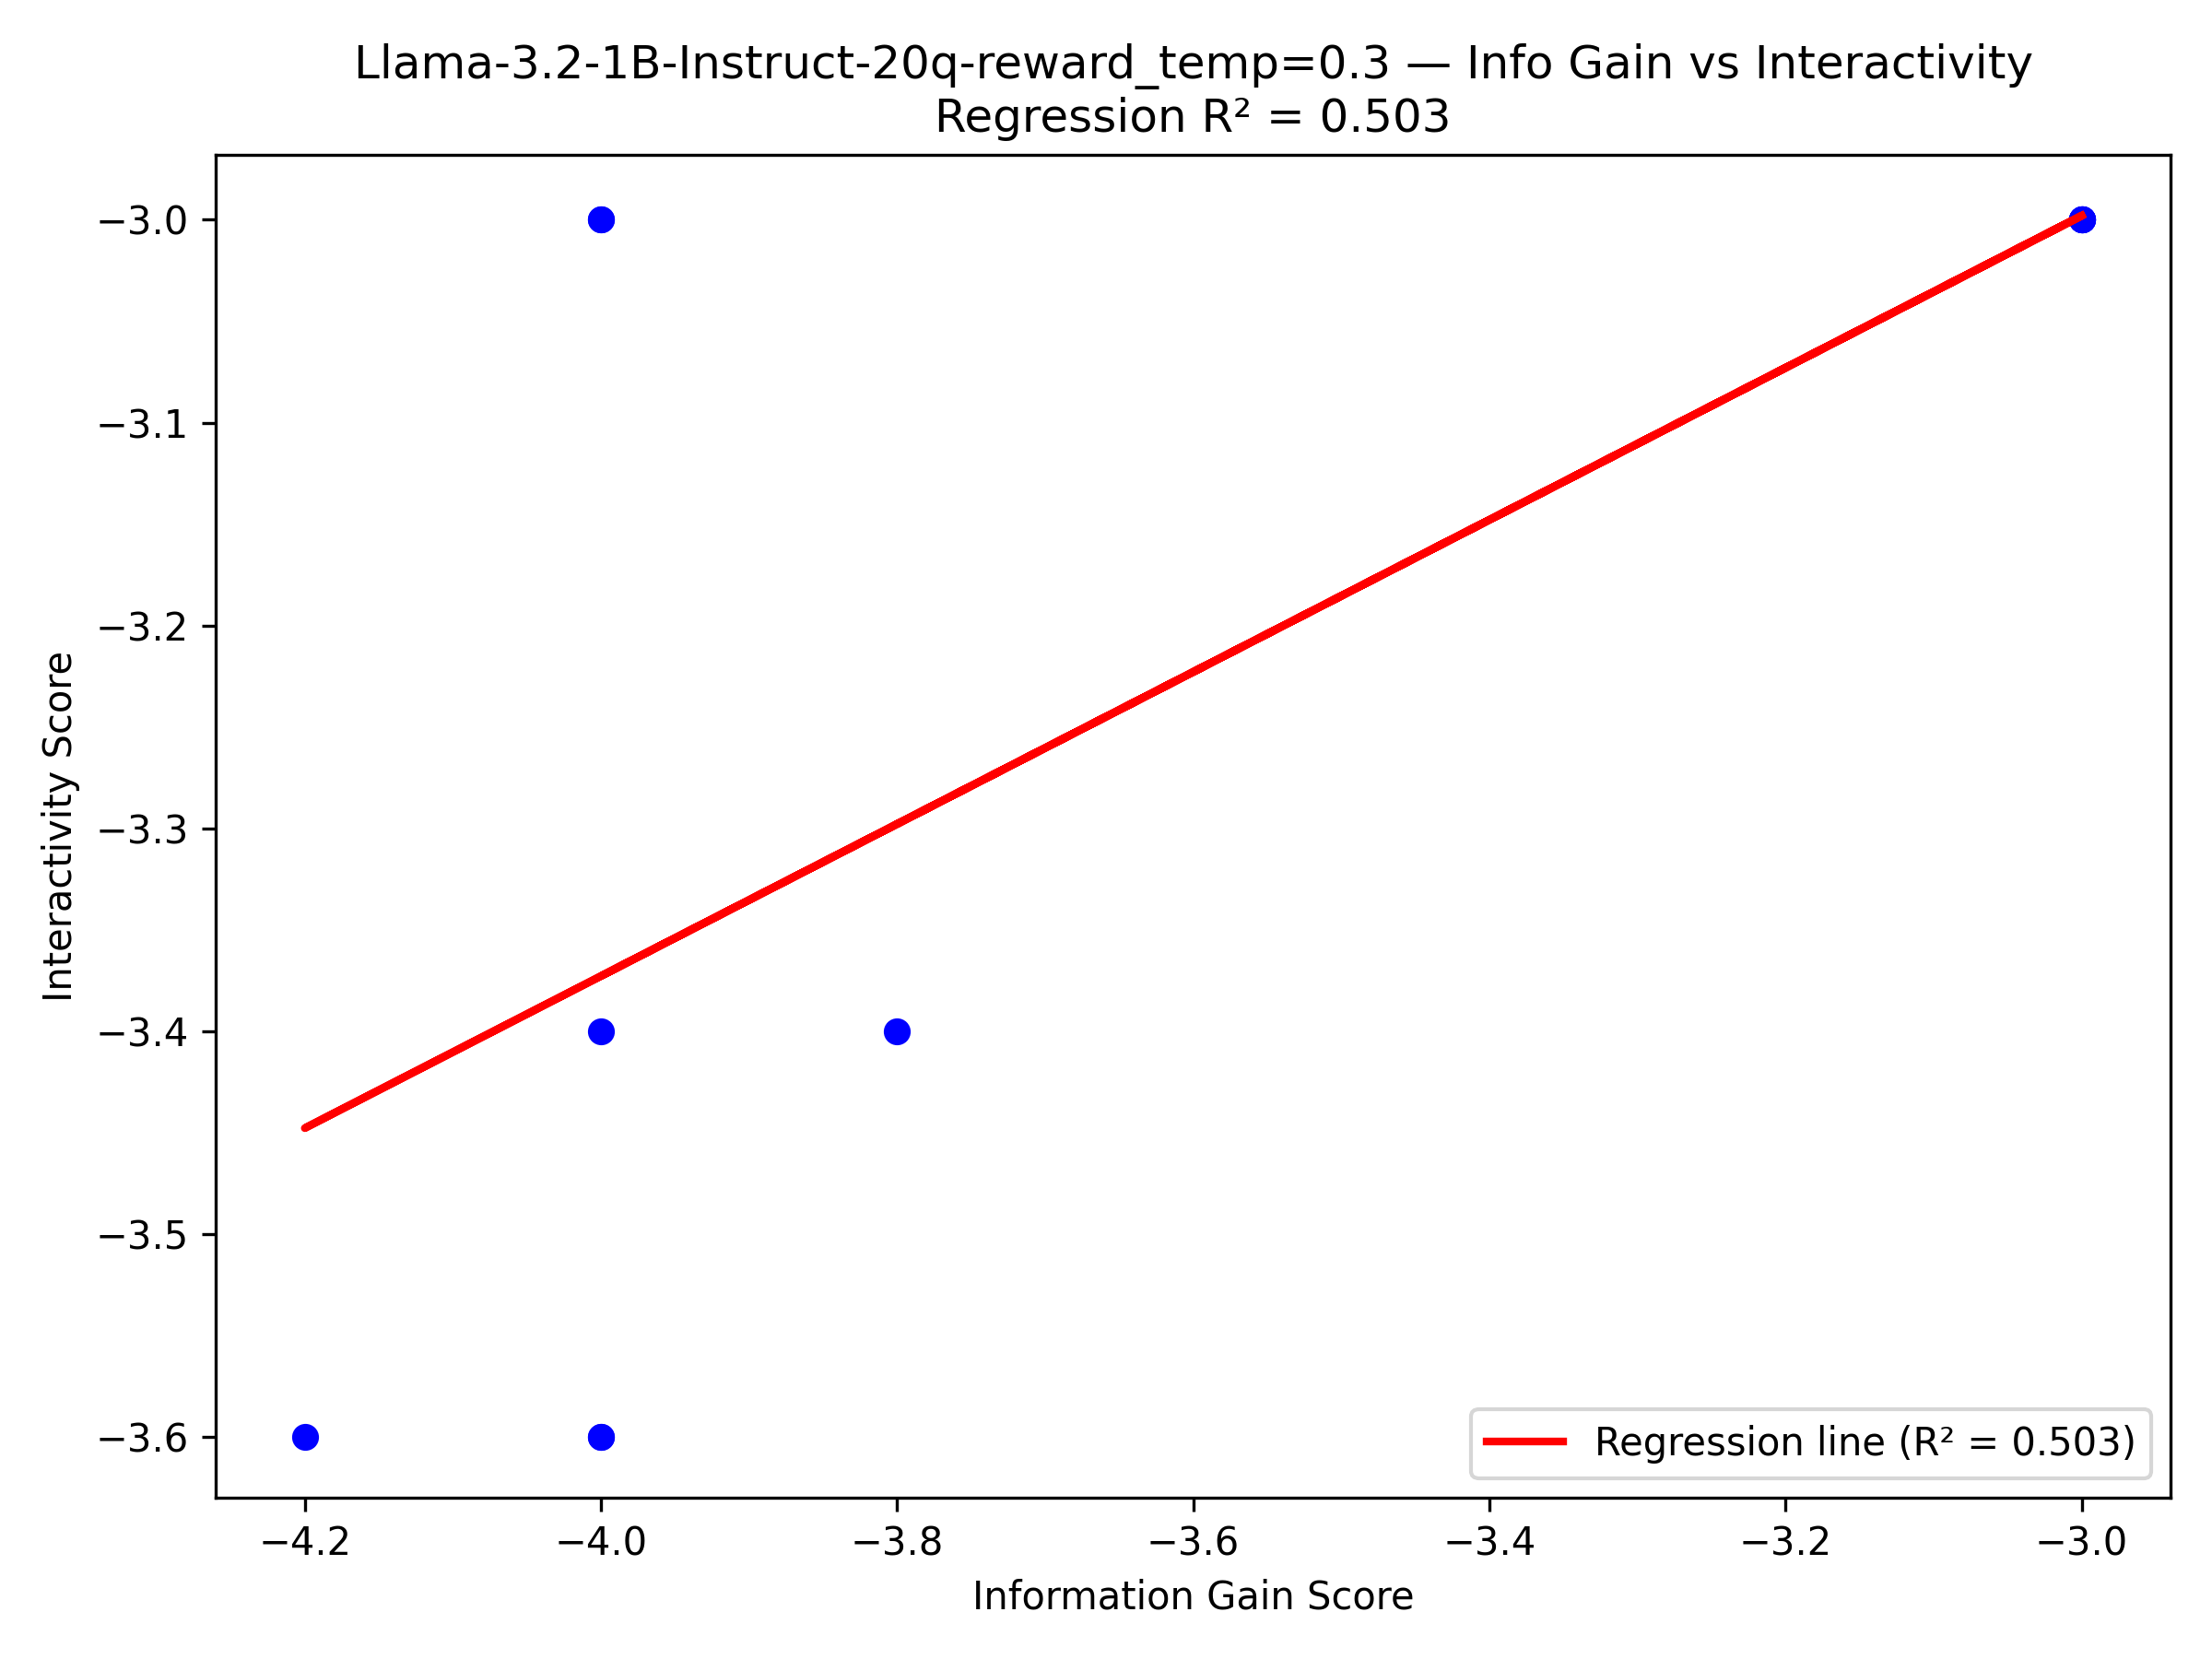 Llama-3.2-1B-Instruct-20q-reward_temp=0.3 — Info Gain vs Interactivity
Regression R² = 0.503
Interactivity Score
−3.0
−3.1
−3.2
−3.3
−3.4
−3.5
−3.6
Regression line (R² = 0.503)
−4.2 −4.0 −3.8 −3.6 −3.4 −3.2 −3.0
Information Gain Score